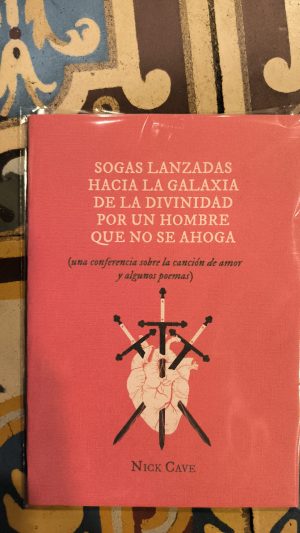 SOGAS LANZADAS
HACIA LA GALAXIA
DE LA DIVINIDAD
POR UN HOMBRE
QUE NO SE AHOGA
(una conferencia sobre la canción de amor
y algunos poemas)
NICK CAVE